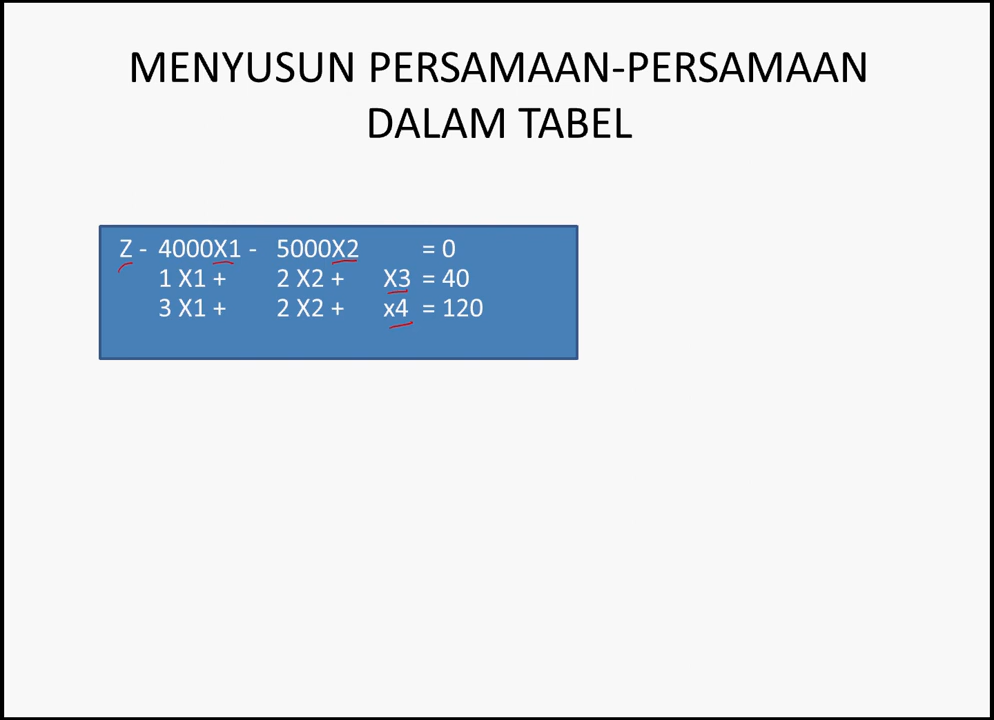 MENYUSUN PERSAMAAN-PERSAMAAN
DALAM TABEL
Z - 4000X1 - 5000X2 = 0
1 X1 + 2 X2 + X3 = 40
3 X1 + 2 X2 + x4 = 120